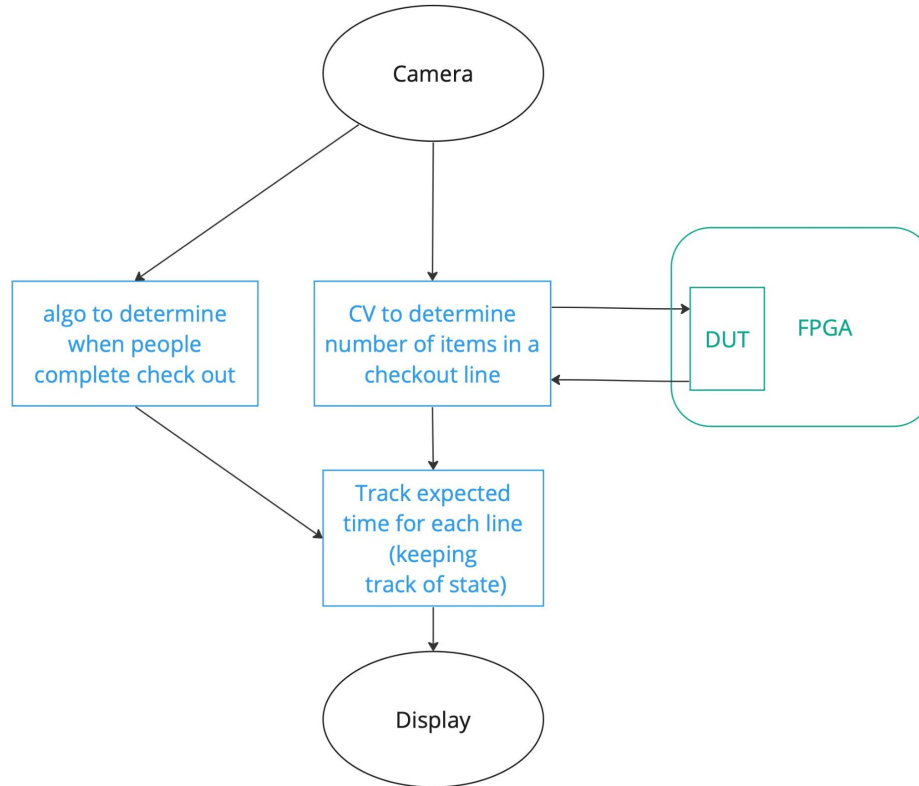 Camera
algo to determine
when people
complete check out
CV to determine
number of items in a
checkout line
DUT
FPGA
Track expected
time for each line
(keeping
track of state)
Display